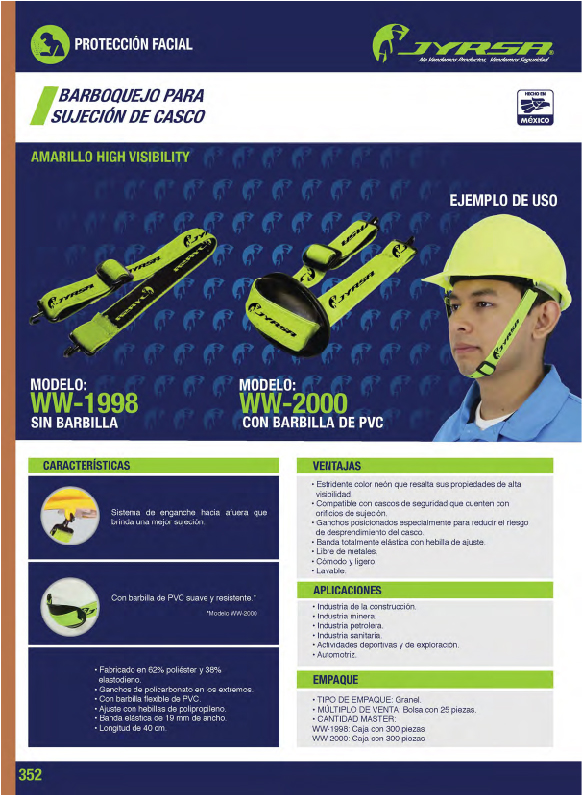 PROTECCIÓN FACIAL
JYRSA®
No Vendemos Productos, Vendemos Seguridad
BARBOQUEJO PARA
SUJECIÓN DE CASCO
HECHO EN
MÉXICO
AMARILLO HIGH VISIBILITY
EJEMPLO DE USO
JYRSA
JYRSA
JYRSA
MODELO:
WW-1998
SIN BARBILLA
MODELO:
WW-2000
CON BARBILLA DE PVC
CARACTERÍSTICAS
Sistema de enganche hacia afuera que
brinda una mejor sujeción.
Con barbilla de PVC suave y resistente.*
*Modelo WW-2000
• Fabricado en 62% poliéster y 38%
elastodieno.
• Ganchos de policarbonato en los extremos.
• Con barbilla flexible de PVC.
• Ajuste con hebillas de polipropileno.
• Banda elástica de 19 mm de ancho.
• Longitud de 40 cm.
VENTAJAS
• Estridente color neón que resalta sus propiedades de alta
visibilidad.
• Compatible con cascos de seguridad que cuenten con
orificios de sujeción.
• Ganchos posicionados especialmente para reducir el riesgo
de desprendimiento del casco.
• Banda totalmente elástica con hebilla de ajuste.
• Libre de metales.
• Cómodo y ligero
• Lavable.
APLICACIONES
• Industria de la construcción.
• Industria minera.
• Industria petrolera.
• Industria sanitaria.
• Actividades deportivas y de exploración.
• Automotriz.
EMPAQUE
• TIPO DE EMPAQUE: Granel.
• MÚLTIPLO DE VENTA: Bolsa con 25 piezas.
• CANTIDAD MASTER:
WW-1998: Caja con 300 piezas
WW-2000: Caja con 300 piezas
352